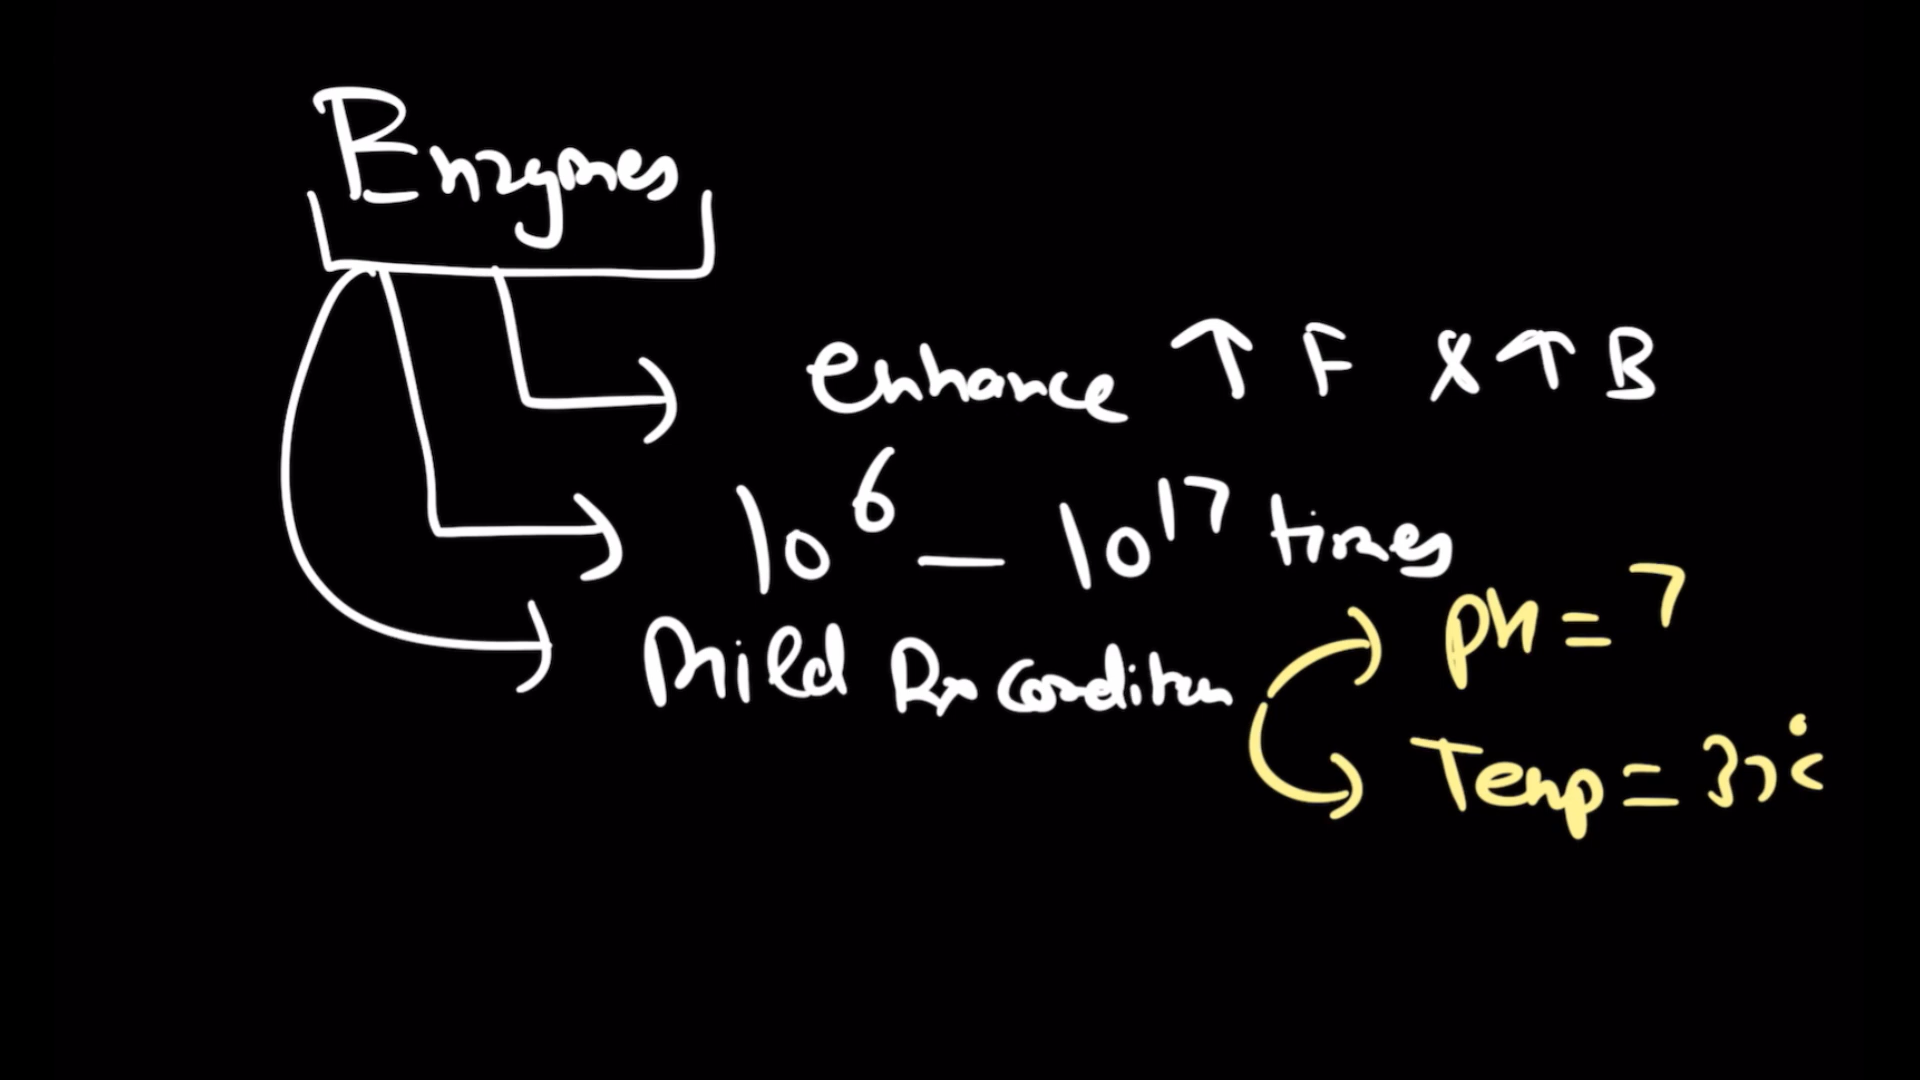 Enzymes
enhance ↑ F & ↑ B
10⁶ – 10¹⁷ times
Mild Rx Condition
pH = 7
Temp = 37°C